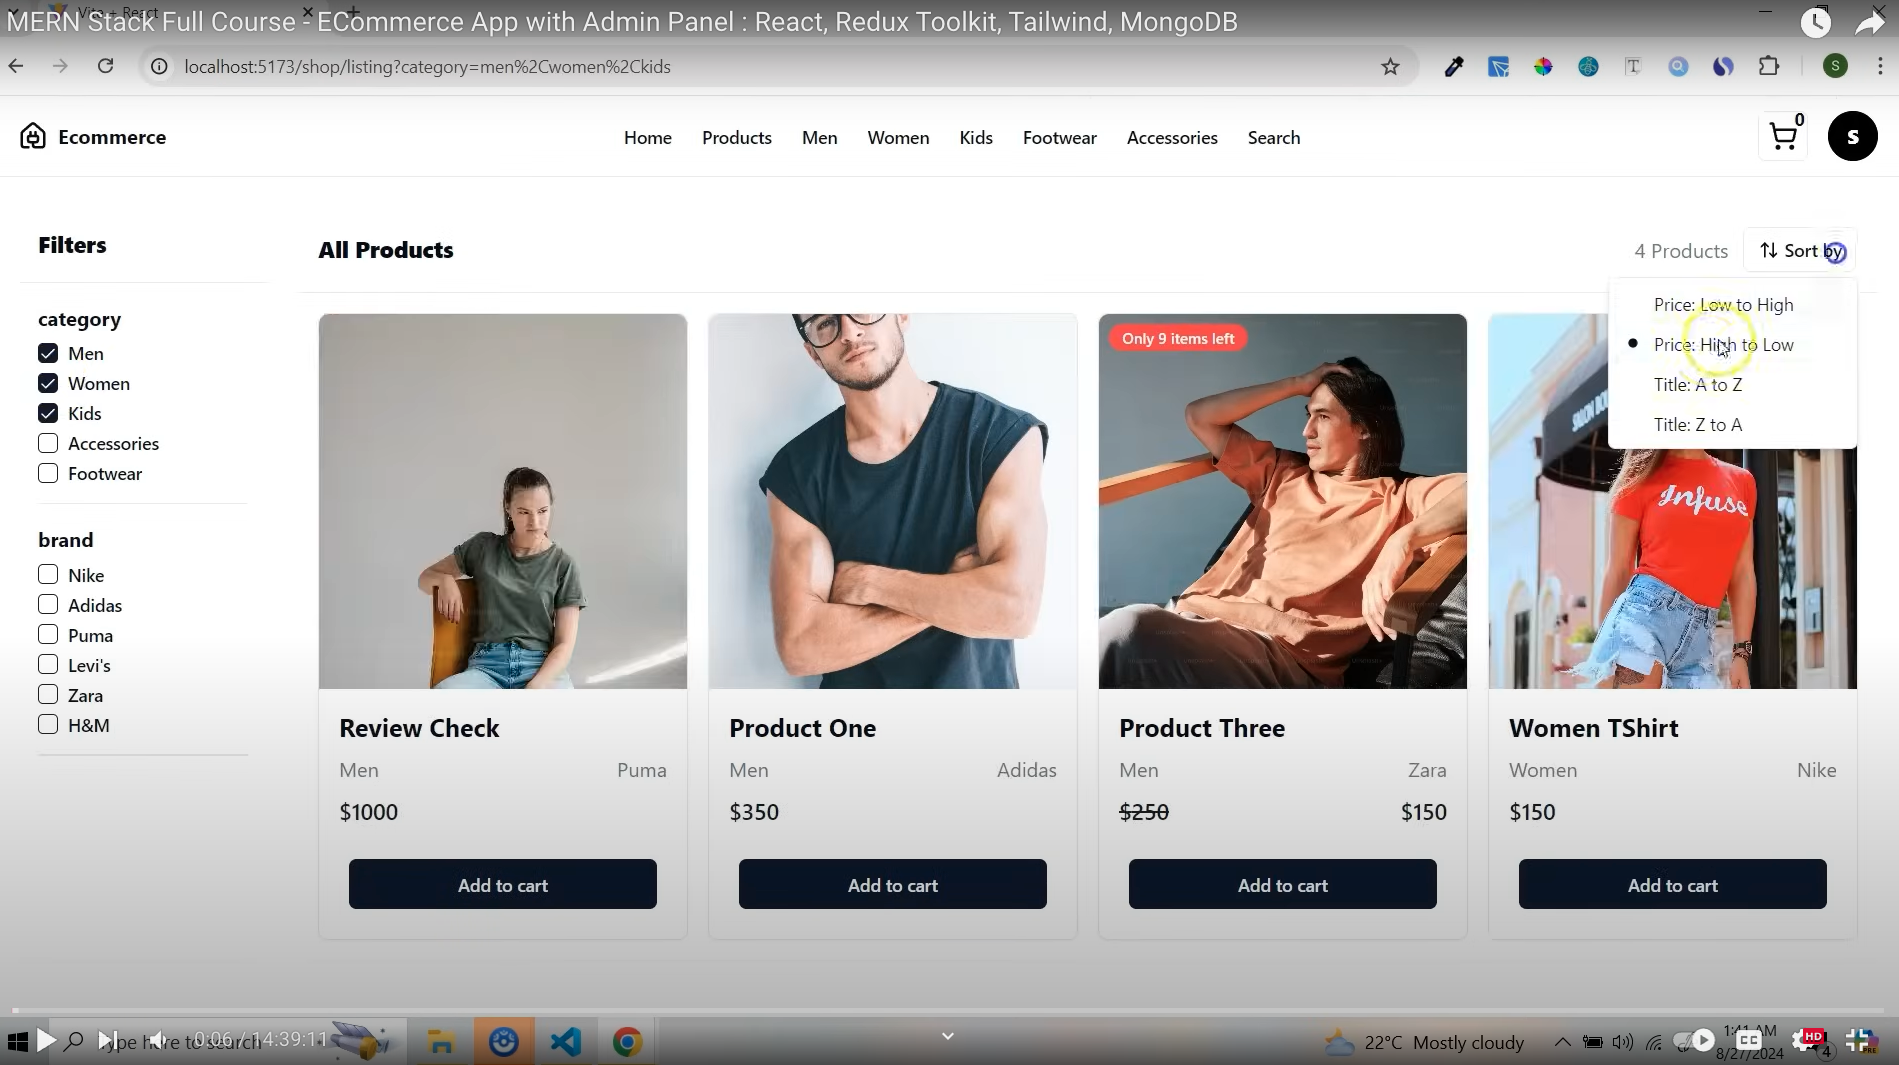 Vite + React
MERN Stack Full Course - ECommerce App with Admin Panel : React, Redux Toolkit, Tailwind, MongoDB
localhost:5173/shop/listing?category=men%2Cwomen%2Ckids
S
Ecommerce
Home Products Men Women Kids Footwear Accessories Search
0
S
Filters
All Products
4 Products
Sort by
Price: Low to High
Price: High to Low
Title: A to Z
Title: Z to A
category
Men
Women
Kids
Accessories
Footwear
brand
Nike
Adidas
Puma
Levi's
Zara
H&M
Only 9 items left
Infuse
Review Check
Men Puma
$1000
Add to cart
Product One
Men Adidas
$350
Add to cart
Product Three
Men Zara
$250 $150
Add to cart
Women TShirt
Women Nike
$150
Add to cart
0:06 / 14:39:11
Type here to search
22°C Mostly cloudy
CC
HD
1:41 AM
8/27/2024
4
PRE